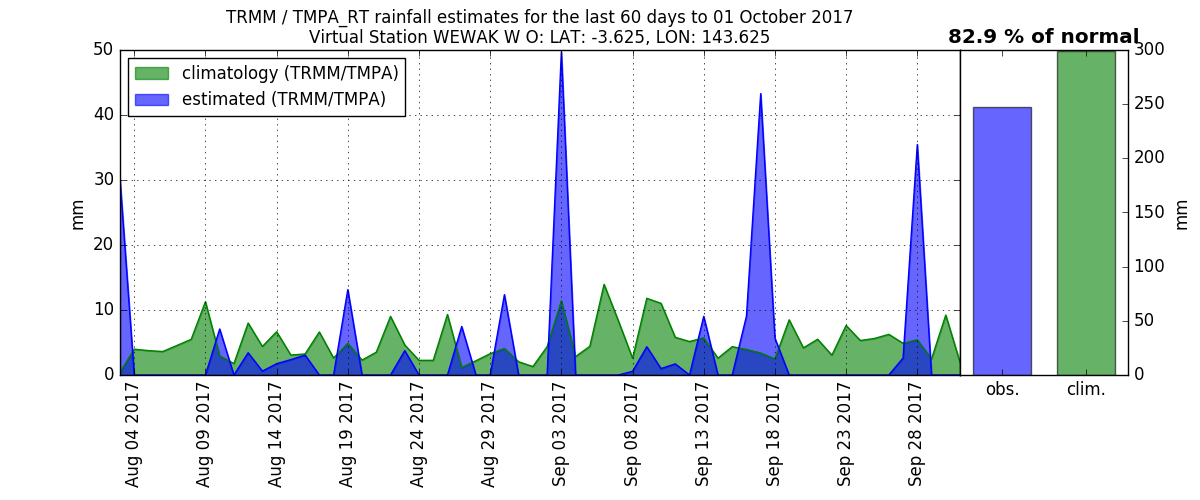 TRMM / TMPA_RT rainfall estimates for the last 60 days to 01 October 2017
Virtual Station WEWAK W O: LAT: -3.625, LON: 143.625
82.9 % of normal
climatology (TRMM/TMPA)
estimated (TRMM/TMPA)
50
40
30
20
10
0
mm
Aug 04 2017
Aug 09 2017
Aug 14 2017
Aug 19 2017
Aug 24 2017
Aug 29 2017
Sep 03 2017
Sep 08 2017
Sep 13 2017
Sep 18 2017
Sep 23 2017
Sep 28 2017
obs.
clim.
300
250
200
150
100
50
0
mm